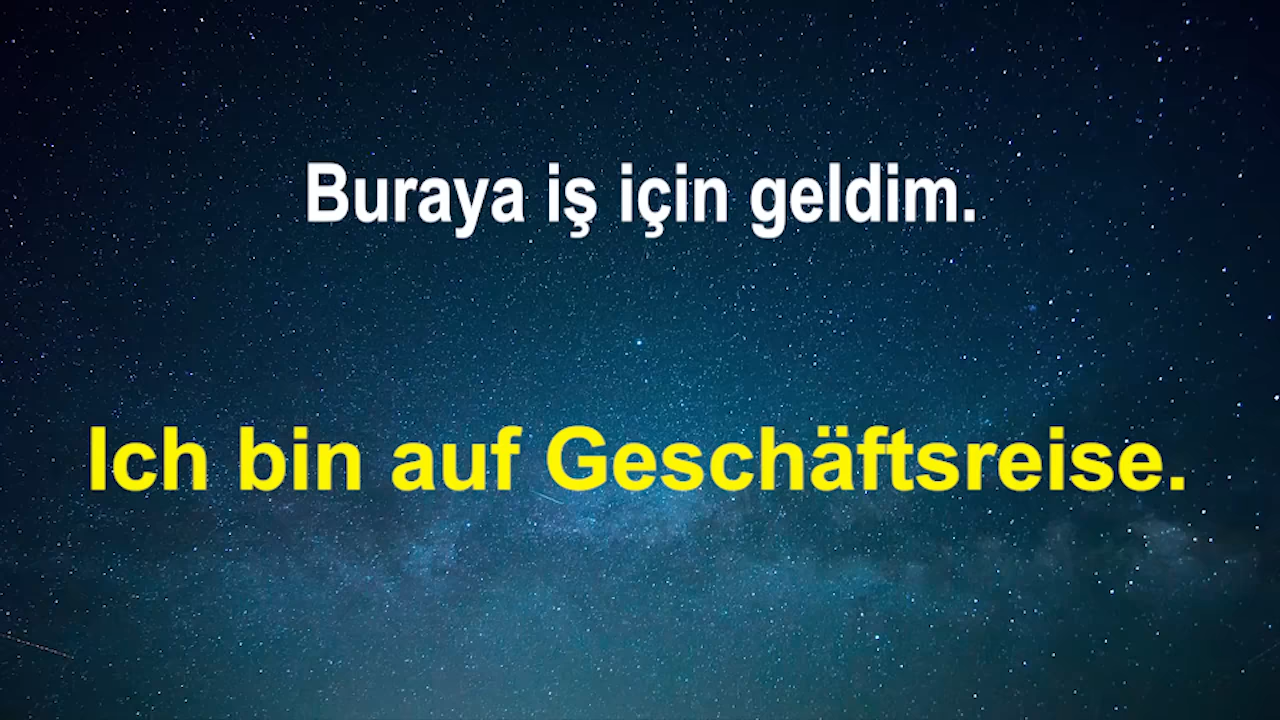 Buraya iş için geldim.
Ich bin auf Geschäftsreise.